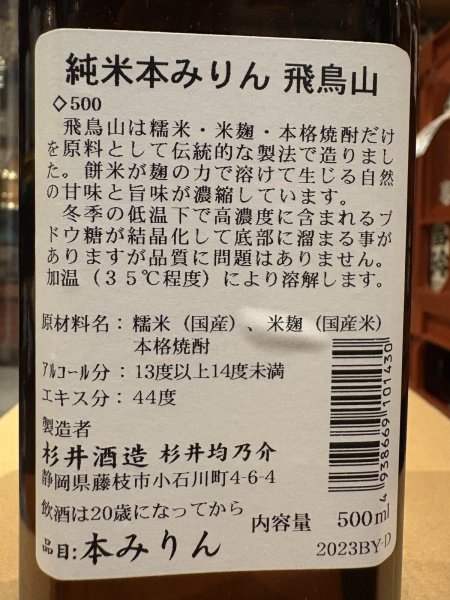 純米本みりん 飛鳥山
◇500
飛鳥山は糯米・米麹・本格焼酎だけ
を原料として伝統的な製法で造りまし
た。餅米が麹の力で溶けて生じる自然
の甘味と旨味が濃縮しています。
冬季の低温下で高濃度に含まれるブ
ドウ糖が結晶化して底部に溜まる事が
ありますが品質に問題はありません。
加温（35℃程度）により溶解します。
原材料名：糯米（国産）、米麹（国産米）
本格焼酎
アルコール分：13度以上14度未満
エキス分：44度
製造者
杉井酒造 杉井均乃介
静岡県藤枝市小石川町4-6-4
飲酒は20歳になってから
内容量 500ml
品目:本みりん
2023BY-D
4938669101430